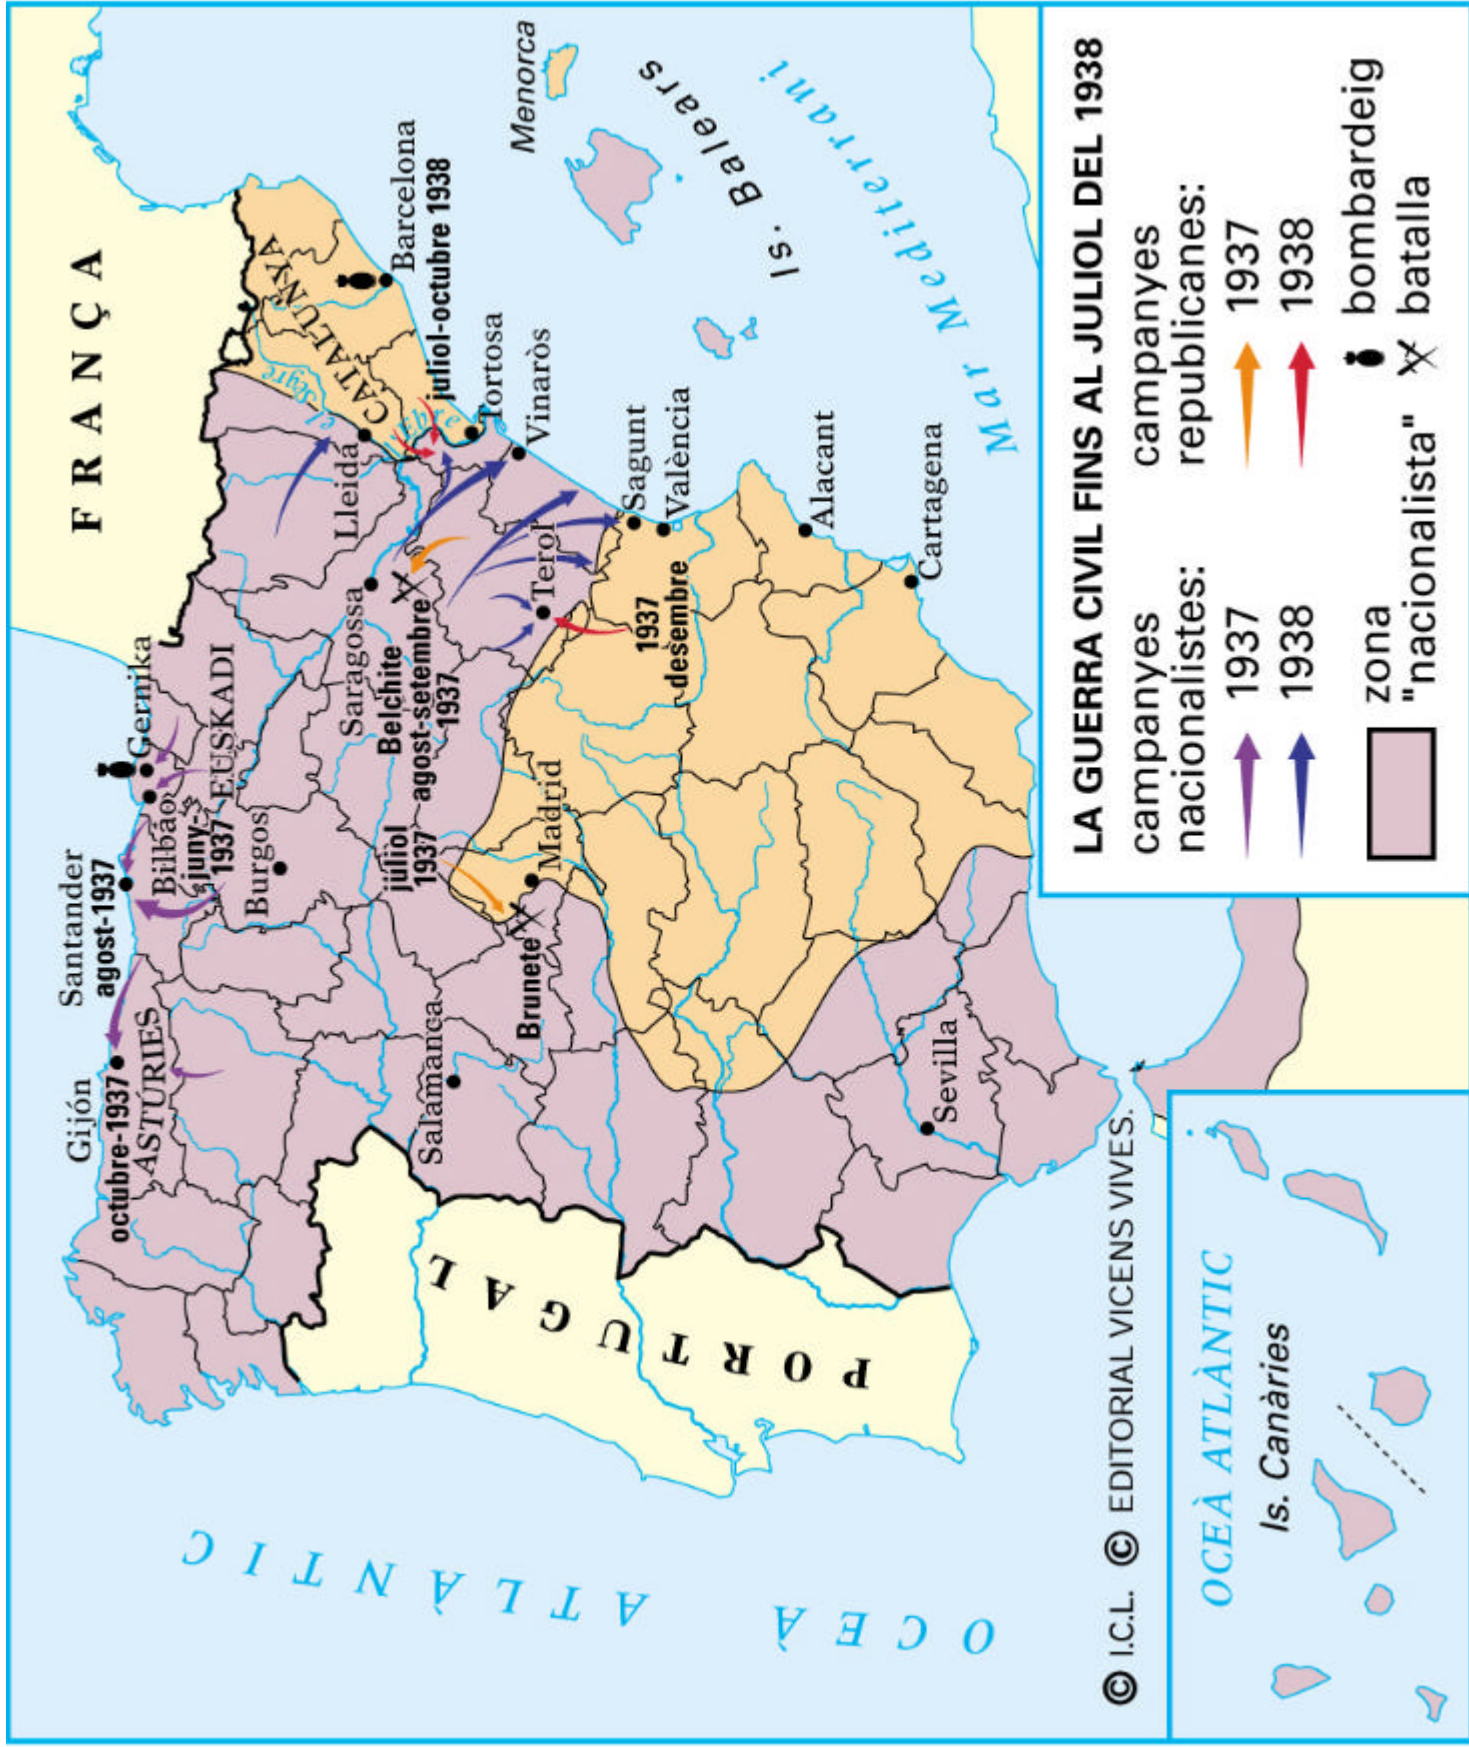 FRANÇA
Gijón
octubre-1937
ASTÚRIES
Santander
agost-1937
Bilbao
juny-
1937
Gernika
EUSKADI
Burgos
Saragossa
Belchite
agost-setembre
1937
Lleida
el Segre
CATALUNYA
Barcelona
juliol-octubre 1938
Ebre
Tortosa
Vinaròs
Menorca
Is. Balears
Mar Mediterrani
Salamanca
juliol
1937
Brunete
Madrid
Terol
1937
desembre
Sagunt
València
Alacant
Cartagena
Sevilla
PORTUGAL
OCEÀ ATLÀNTIC
© I.C.L. © EDITORIAL VICENS VIVES.
OCEÀ ATLÀNTIC
Is. Canàries
LA GUERRA CIVIL FINS AL JULIOL DEL 1938
campanyes
nacionalistes:
1937
1938
campanyes
republicanes:
1937
1938
zona
"nacionalista"
bombardeig
batalla